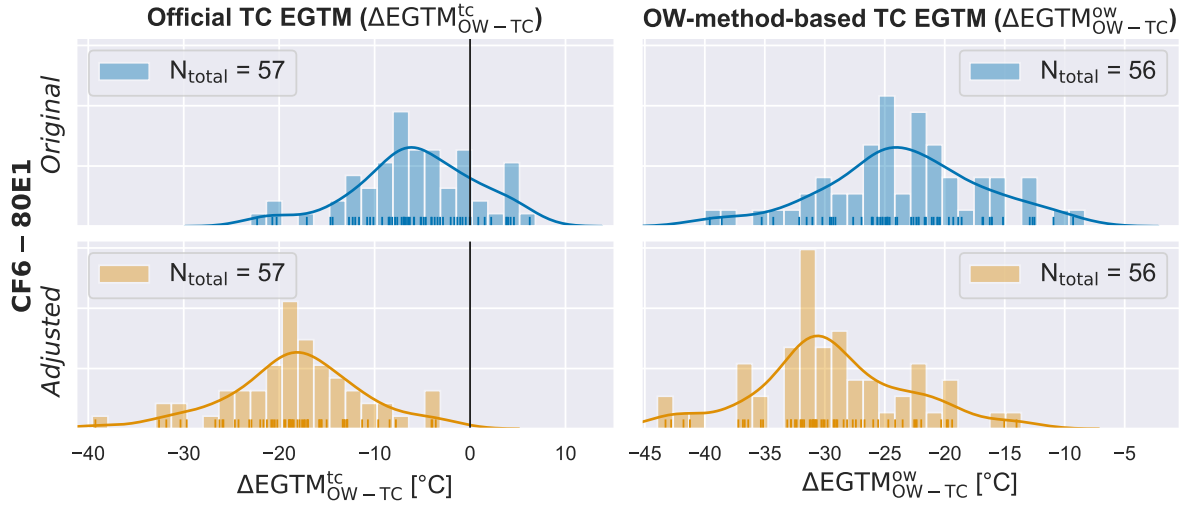 Official TC EGTM (ΔEGTM^tc_OW−TC)
OW-method-based TC EGTM (ΔEGTM^ow_OW−TC)
CF6 − 80E1
Original
N_total = 57
N_total = 56
Adjusted
N_total = 57
N_total = 56
−40 −30 −20 −10 0 10
−45 −40 −35 −30 −25 −20 −15 −10 −5
ΔEGTM^tc_OW−TC [°C]
ΔEGTM^ow_OW−TC [°C]